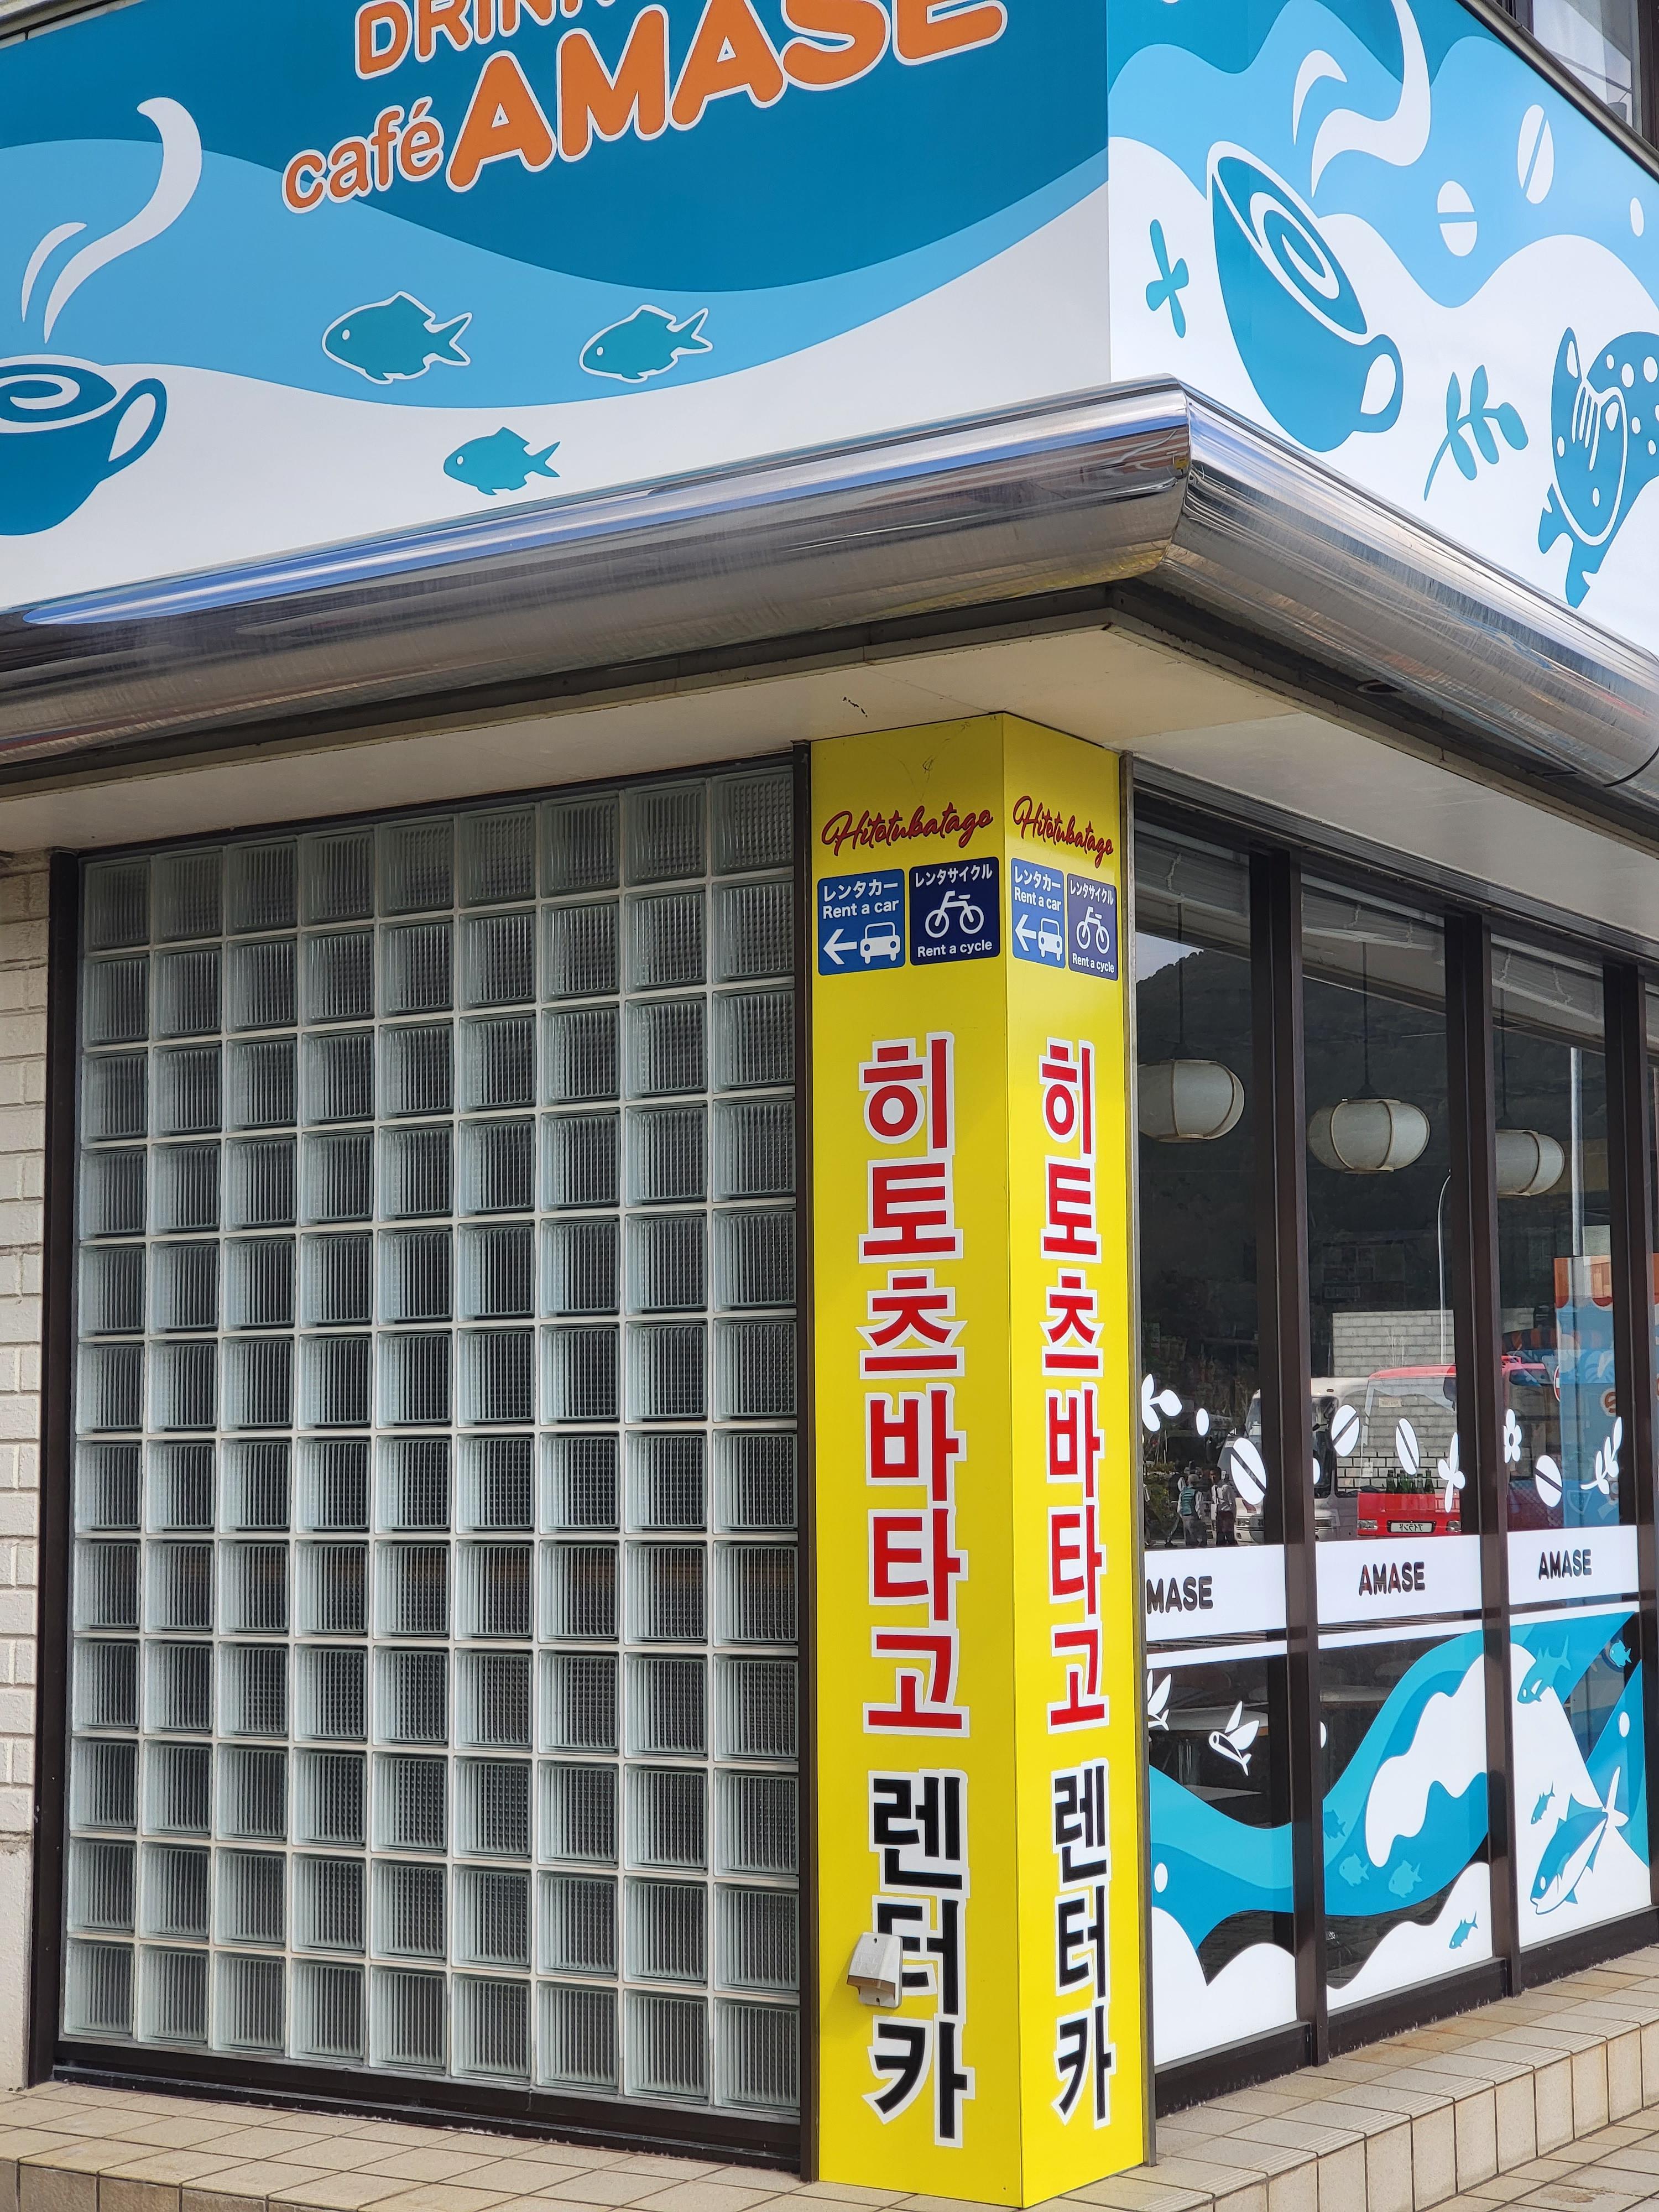 DRINK
café AMASE
Hitotubatago
レンタカー
Rent a car
レンタサイクル
Rent a cycle
히토츠바타고 렌터카
Hitotubatago
レンタカー
Rent a car
レンタサイクル
Rent a cycle
히토츠바타고 렌터카
MASE
AMASE
AMASE